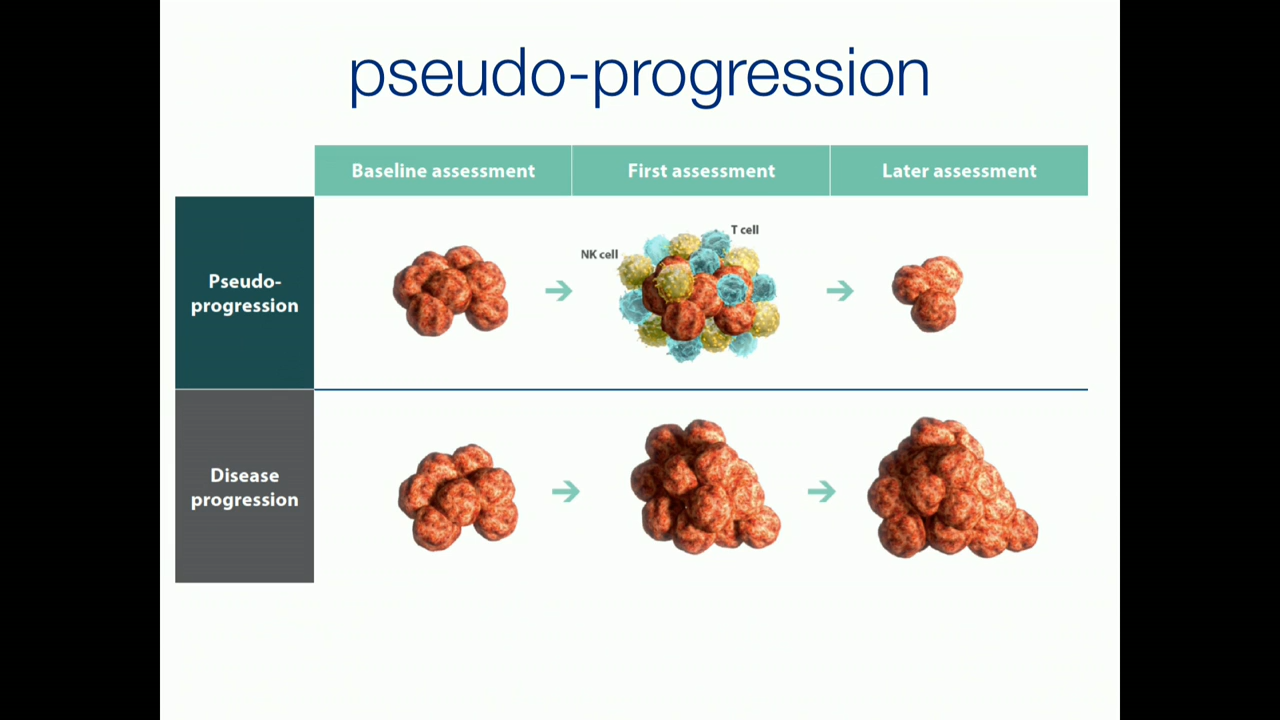 pseudo-progression
Baseline assessment
First assessment
Later assessment
Pseudo-
progression
NK cell
T cell
Disease
progression